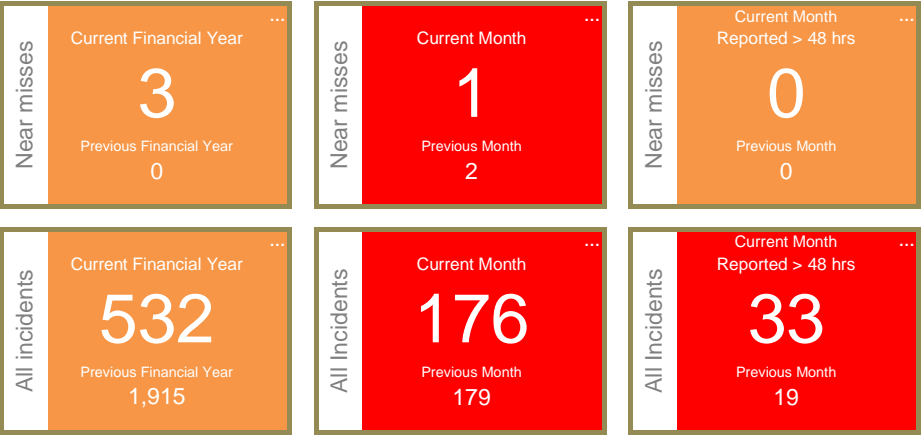 Near misses
...
Current Financial Year
3
Previous Financial Year
0
Near misses
...
Current Month
1
Previous Month
2
Near misses
...
Current Month
Reported > 48 hrs
0
Previous Month
0
All incidents
...
Current Financial Year
532
Previous Financial Year
1,915
All Incidents
...
Current Month
176
Previous Month
179
All Incidents
...
Current Month
Reported > 48 hrs
33
Previous Month
19